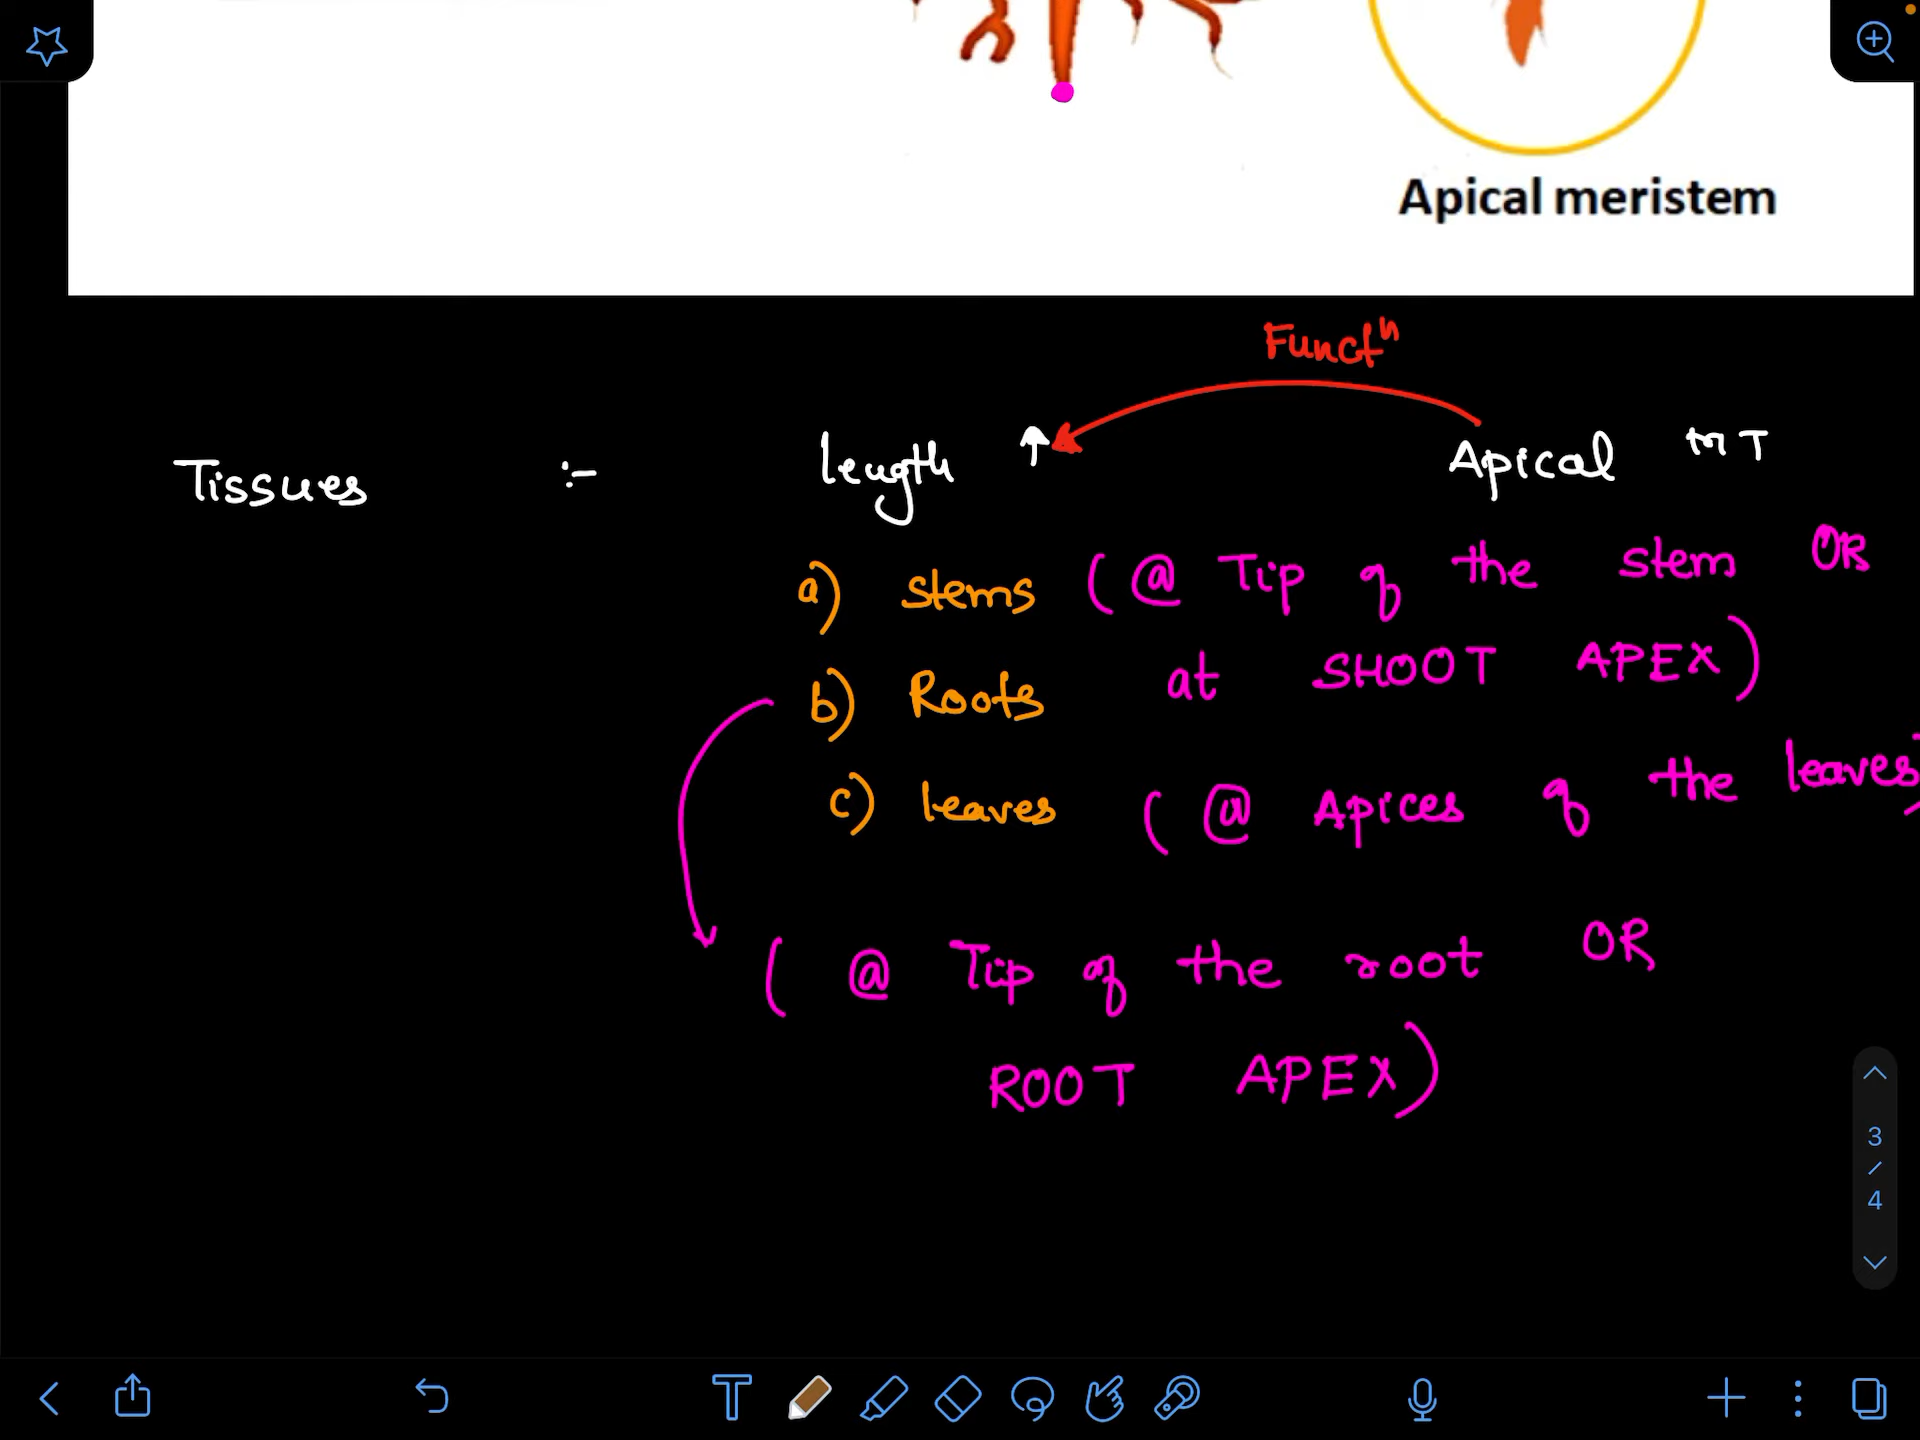 Apical meristem
Functⁿ
Tissues :- length ↑ Apical MT
a) stems (@ Tip of the stem OR
at SHOOT APEX)
b) Roots
c) leaves (@ Apices of the leaves)
(@ Tip of the root OR
ROOT APEX)
3
/
4